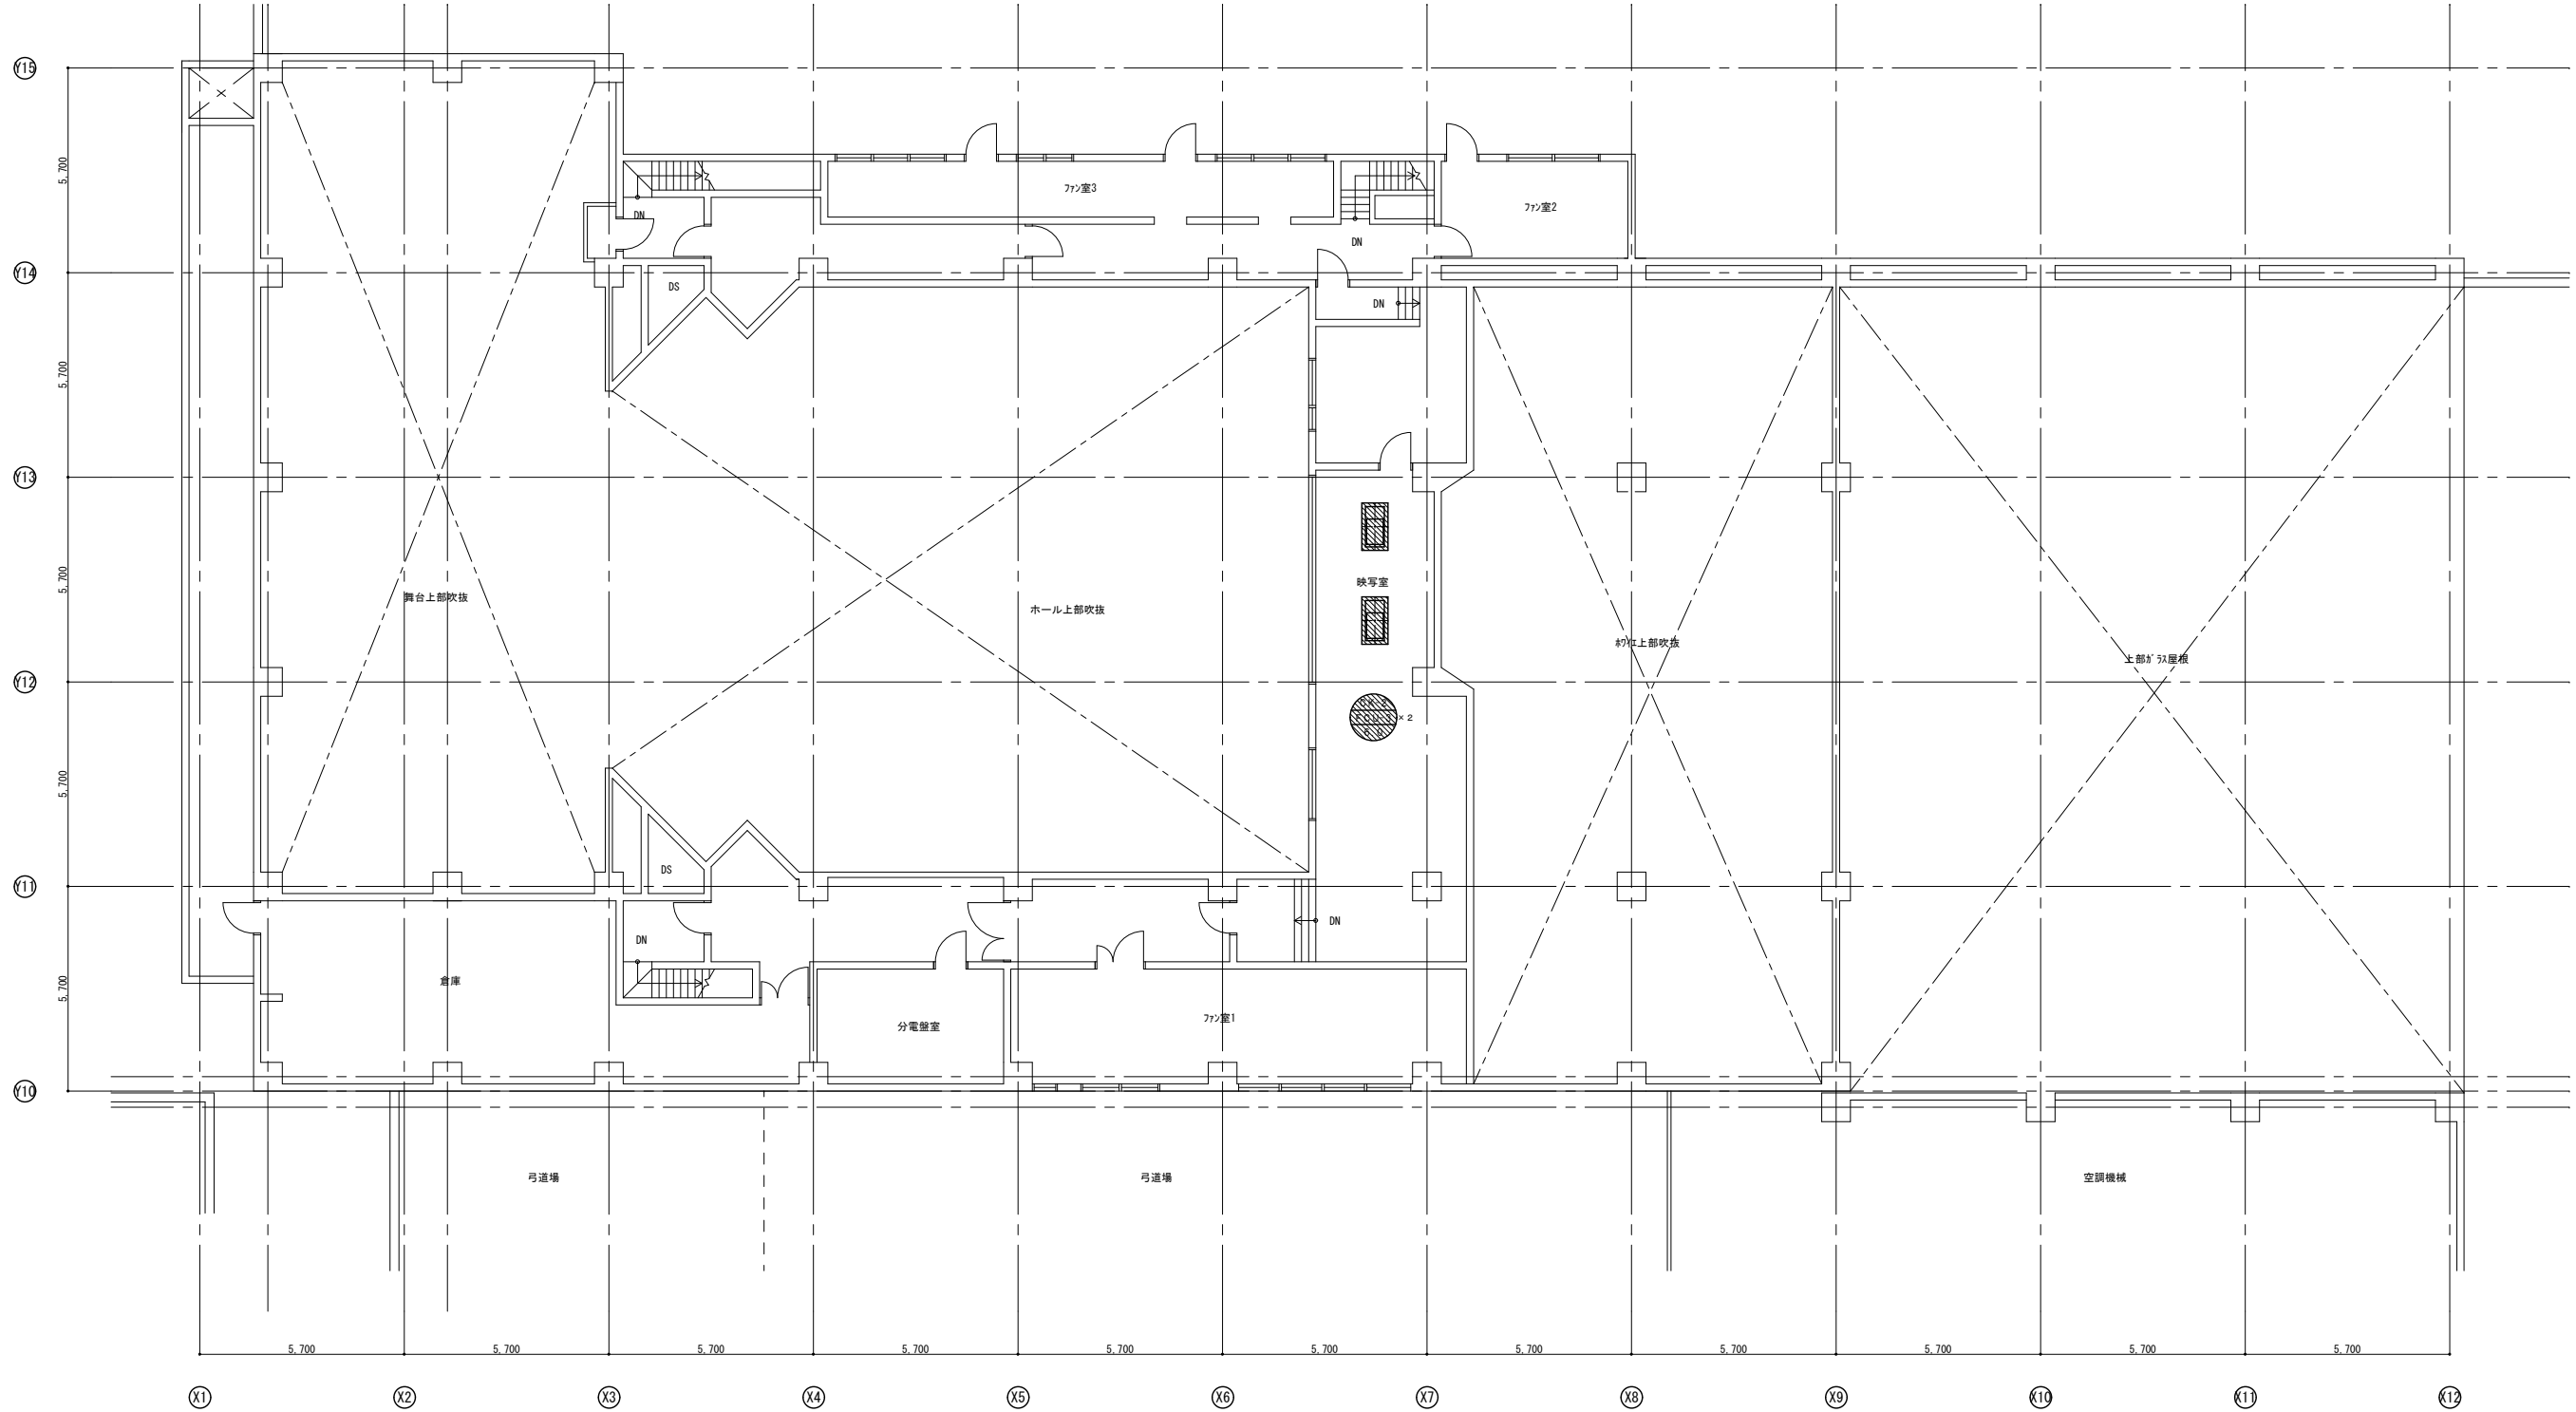 Y15
5,700
ファン室3
ファン室2
DN
DN
Y14
DS
DN
5,700
Y13
5,700
映写室
舞台上部吹抜
ホール上部吹抜
ホワイエ上部吹抜
上部ガラス屋根
Y12
×2
5,700
DS
Y11
DN
DN
倉庫
5,700
分電盤室
ファン室1
Y10
弓道場
弓道場
空調機械
5,700
5,700
5,700
5,700
5,700
5,700
5,700
5,700
5,700
5,700
5,700
X1
X2
X3
X4
X5
X6
X7
X8
X9
X10
X11
X12